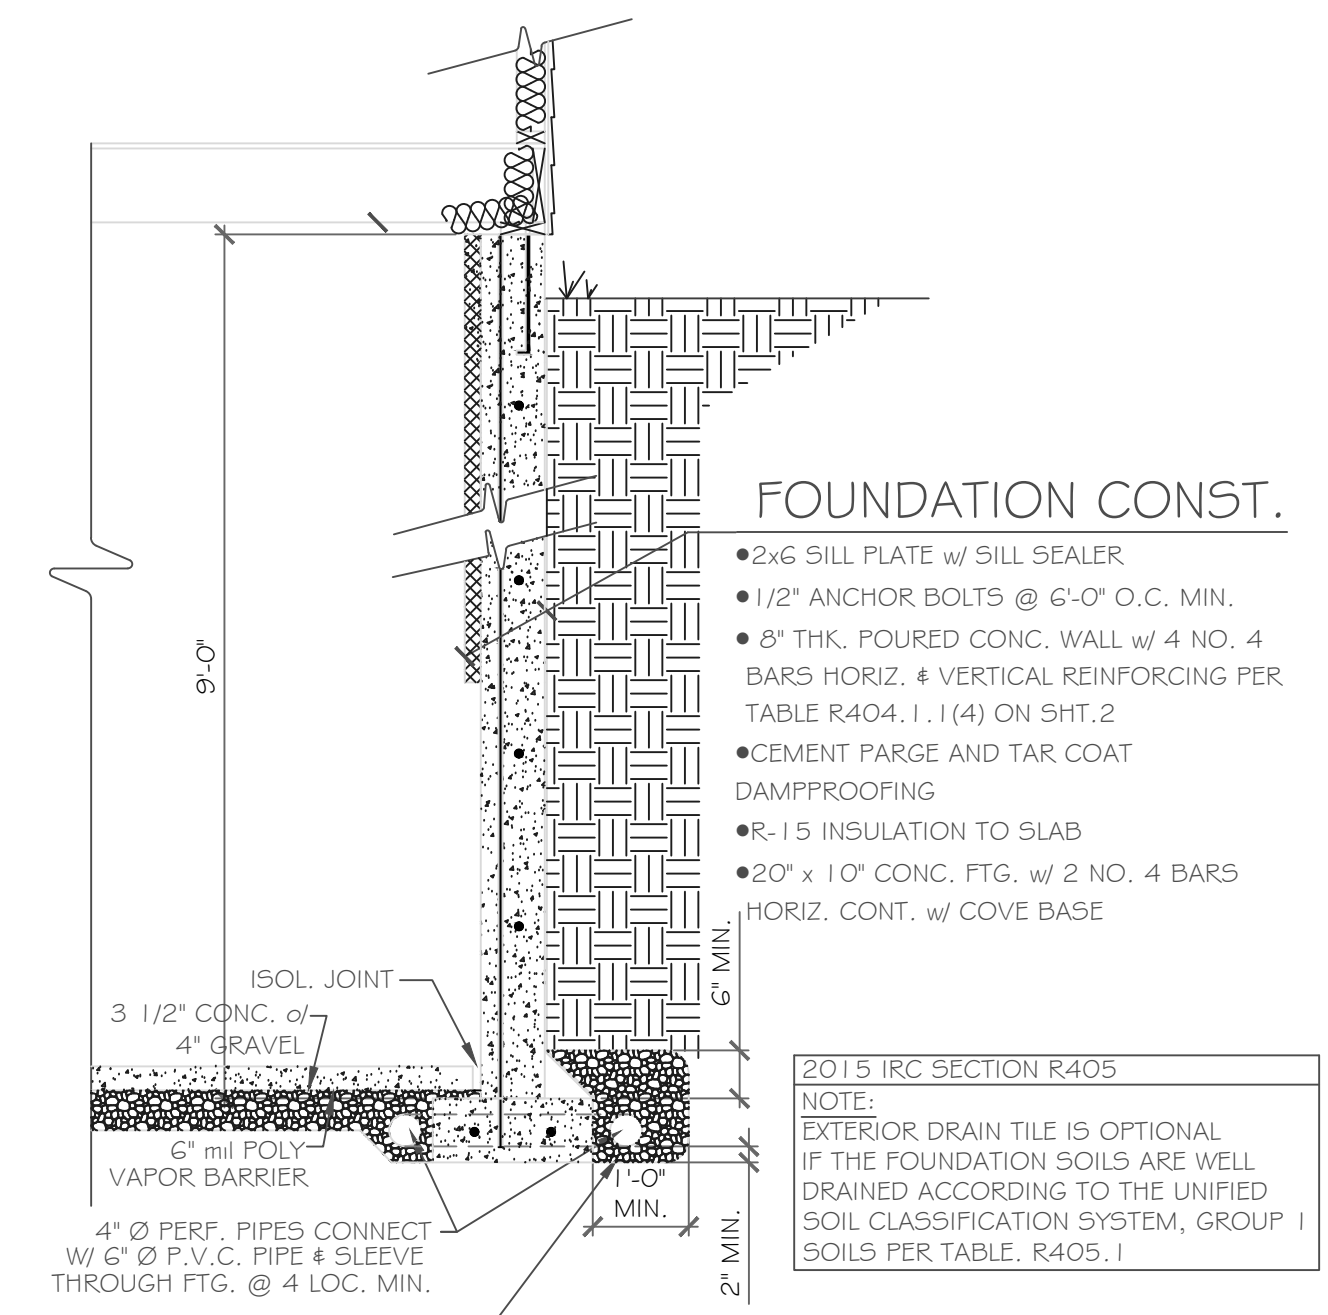 FOUNDATION CONST.
●2x6 SILL PLATE w/ SILL SEALER
●1/2" ANCHOR BOLTS @ 6'-0" O.C. MIN.
● 8" THK. POURED CONC. WALL w/ 4 NO. 4
BARS HORIZ. & VERTICAL REINFORCING PER
TABLE R404.1.1(4) ON SHT.2
●CEMENT PARGE AND TAR COAT
DAMPPROOFING
●R-15 INSULATION TO SLAB
●20" x 10" CONC. FTG. w/ 2 NO. 4 BARS
HORIZ. CONT. w/ COVE BASE
9'-0"
6" MIN.
ISOL. JOINT
3 1/2" CONC. o/
4" GRAVEL
6" mil POLY
VAPOR BARRIER
4" Ø PERF. PIPES CONNECT
W/ 6" Ø P.V.C. PIPE & SLEEVE
THROUGH FTG. @ 4 LOC. MIN.
1'-0"
MIN.
2" MIN.
2015 IRC SECTION R405
NOTE:
EXTERIOR DRAIN TILE IS OPTIONAL
IF THE FOUNDATION SOILS ARE WELL
DRAINED ACCORDING TO THE UNIFIED
SOIL CLASSIFICATION SYSTEM, GROUP 1
SOILS PER TABLE. R405.1